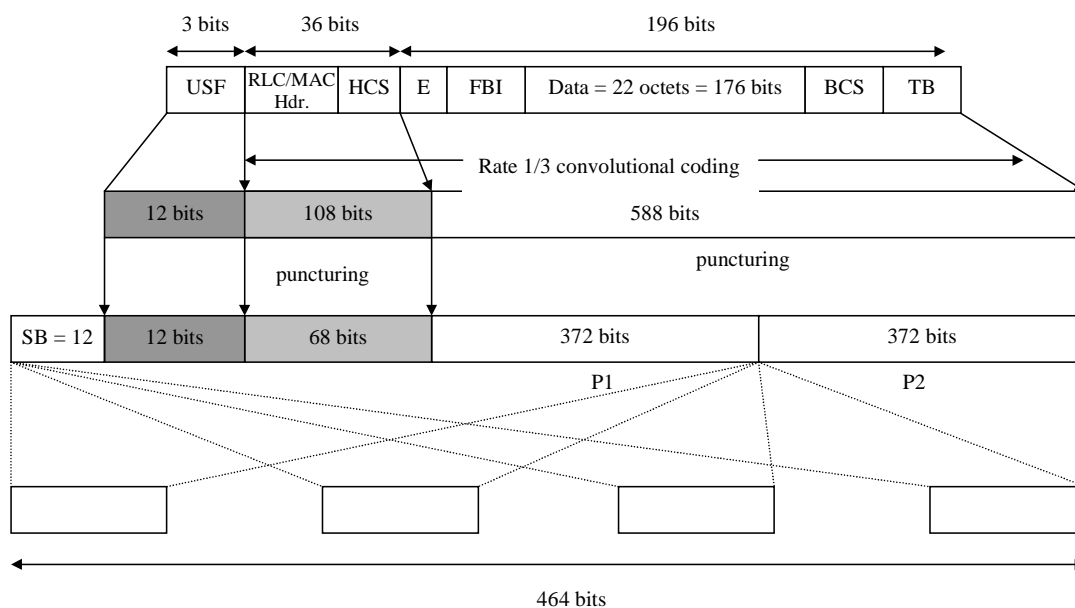 3 bits 36 bits 196 bits
USF RLC/MAC Hdr. HCS E FBI Data = 22 octets = 176 bits BCS TB
Rate 1/3 convolutional coding
12 bits 108 bits 588 bits
puncturing puncturing
SB = 12 12 bits 68 bits 372 bits 372 bits
P1 P2
464 bits